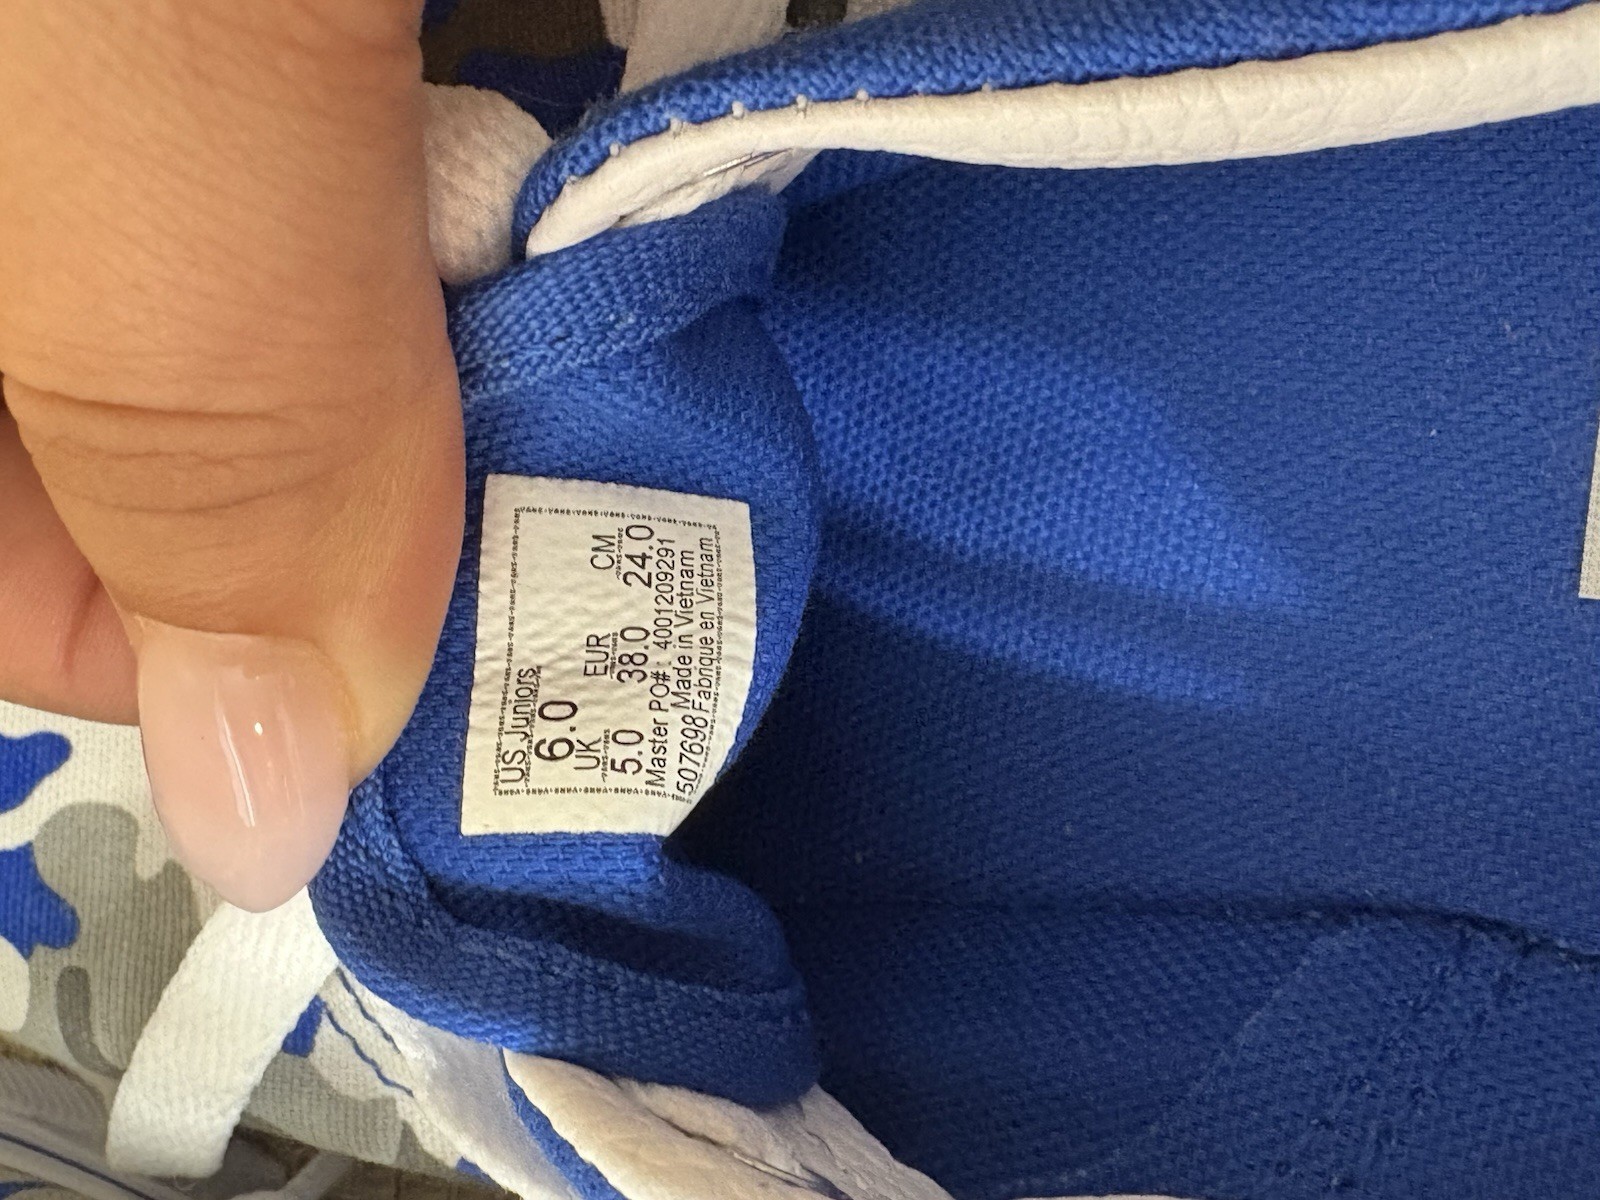 US Juniors
6.0
UK EUR CM
5.0 38.0 24.0
Master PO# : 4001209291
507698 Made in Vietnam
Fabrique en Vietnam